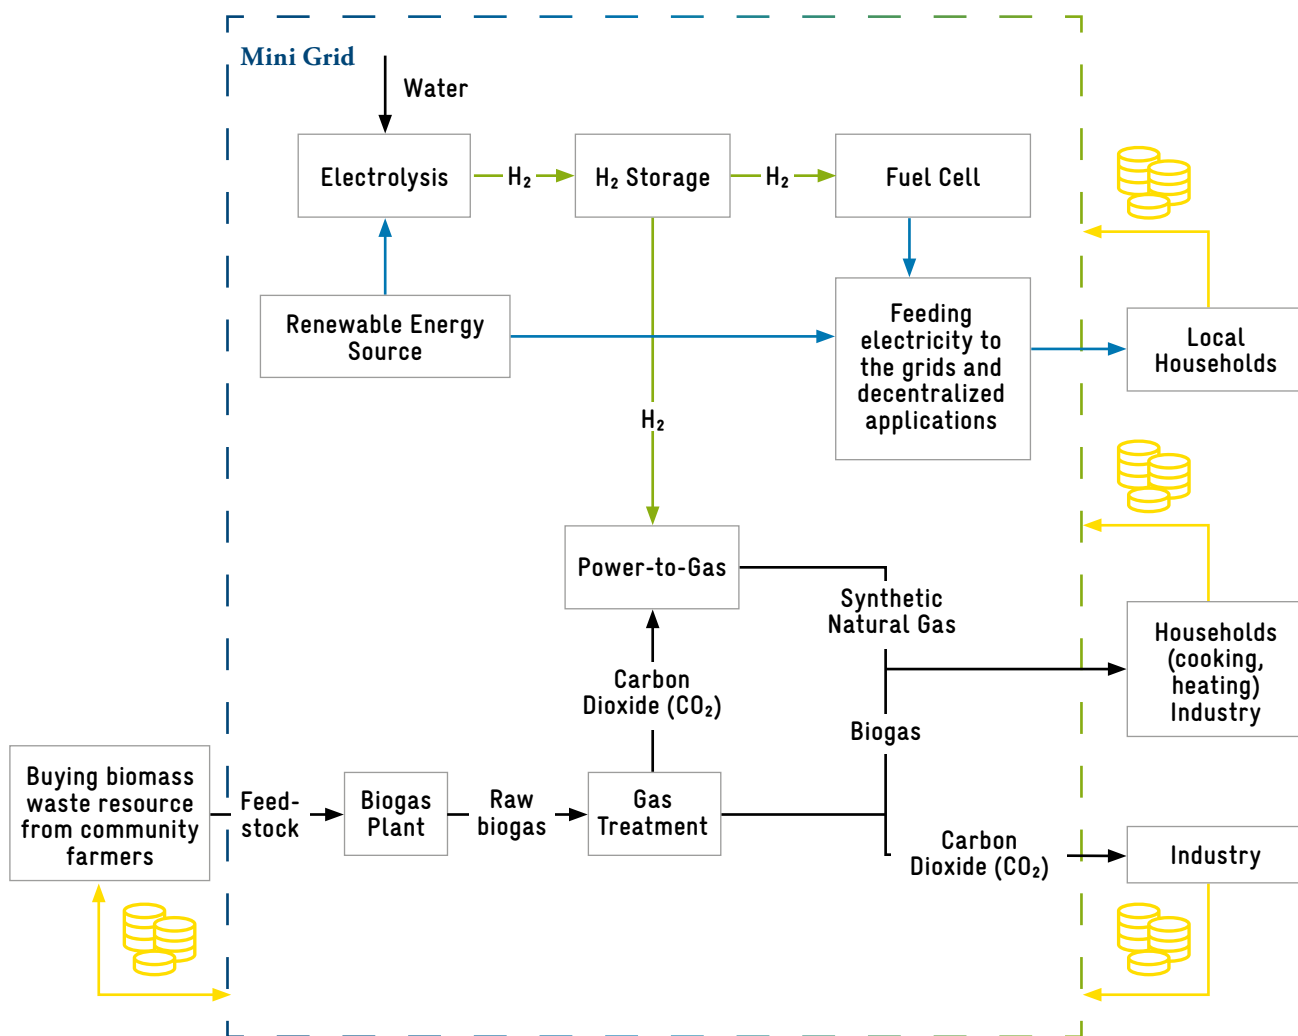 Mini Grid
Water
Electrolysis
H₂
H₂ Storage
H₂
Fuel Cell
Renewable Energy
Source
Feeding
electricity to
the grids and
decentralized
applications
Local
Households
H₂
Power-to-Gas
Synthetic
Natural Gas
Households
(cooking,
heating)
Industry
Carbon
Dioxide (CO₂)
Biogas
Buying biomass
waste resource
from community
farmers
Feed-
stock
Biogas
Plant
Raw
biogas
Gas
Treatment
Carbon
Dioxide (CO₂)
Industry